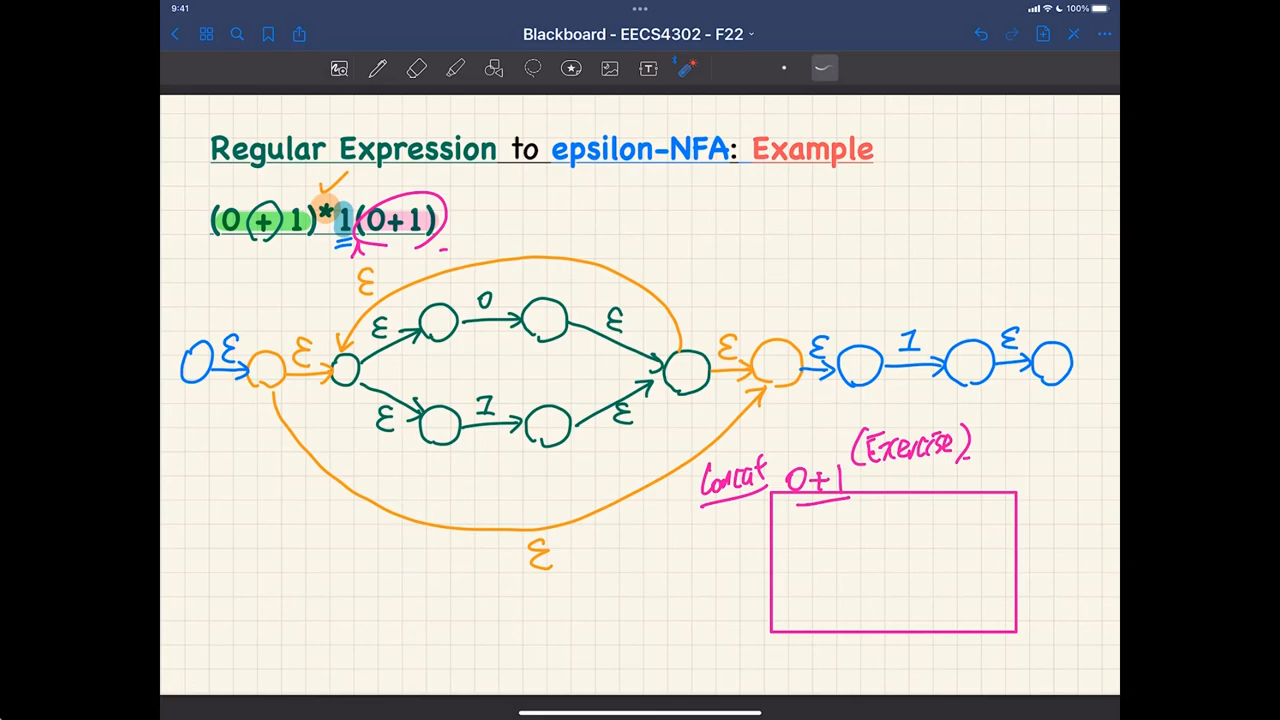 9:41
100%
Blackboard - EECS4302 - F22
Regular Expression to epsilon-NFA: Example
(0 + 1)*1(0+1)
ε
0
ε ε
ε ε ε ε 1 ε
ε 1 ε
(Exercise)
Concat 0+1
ε